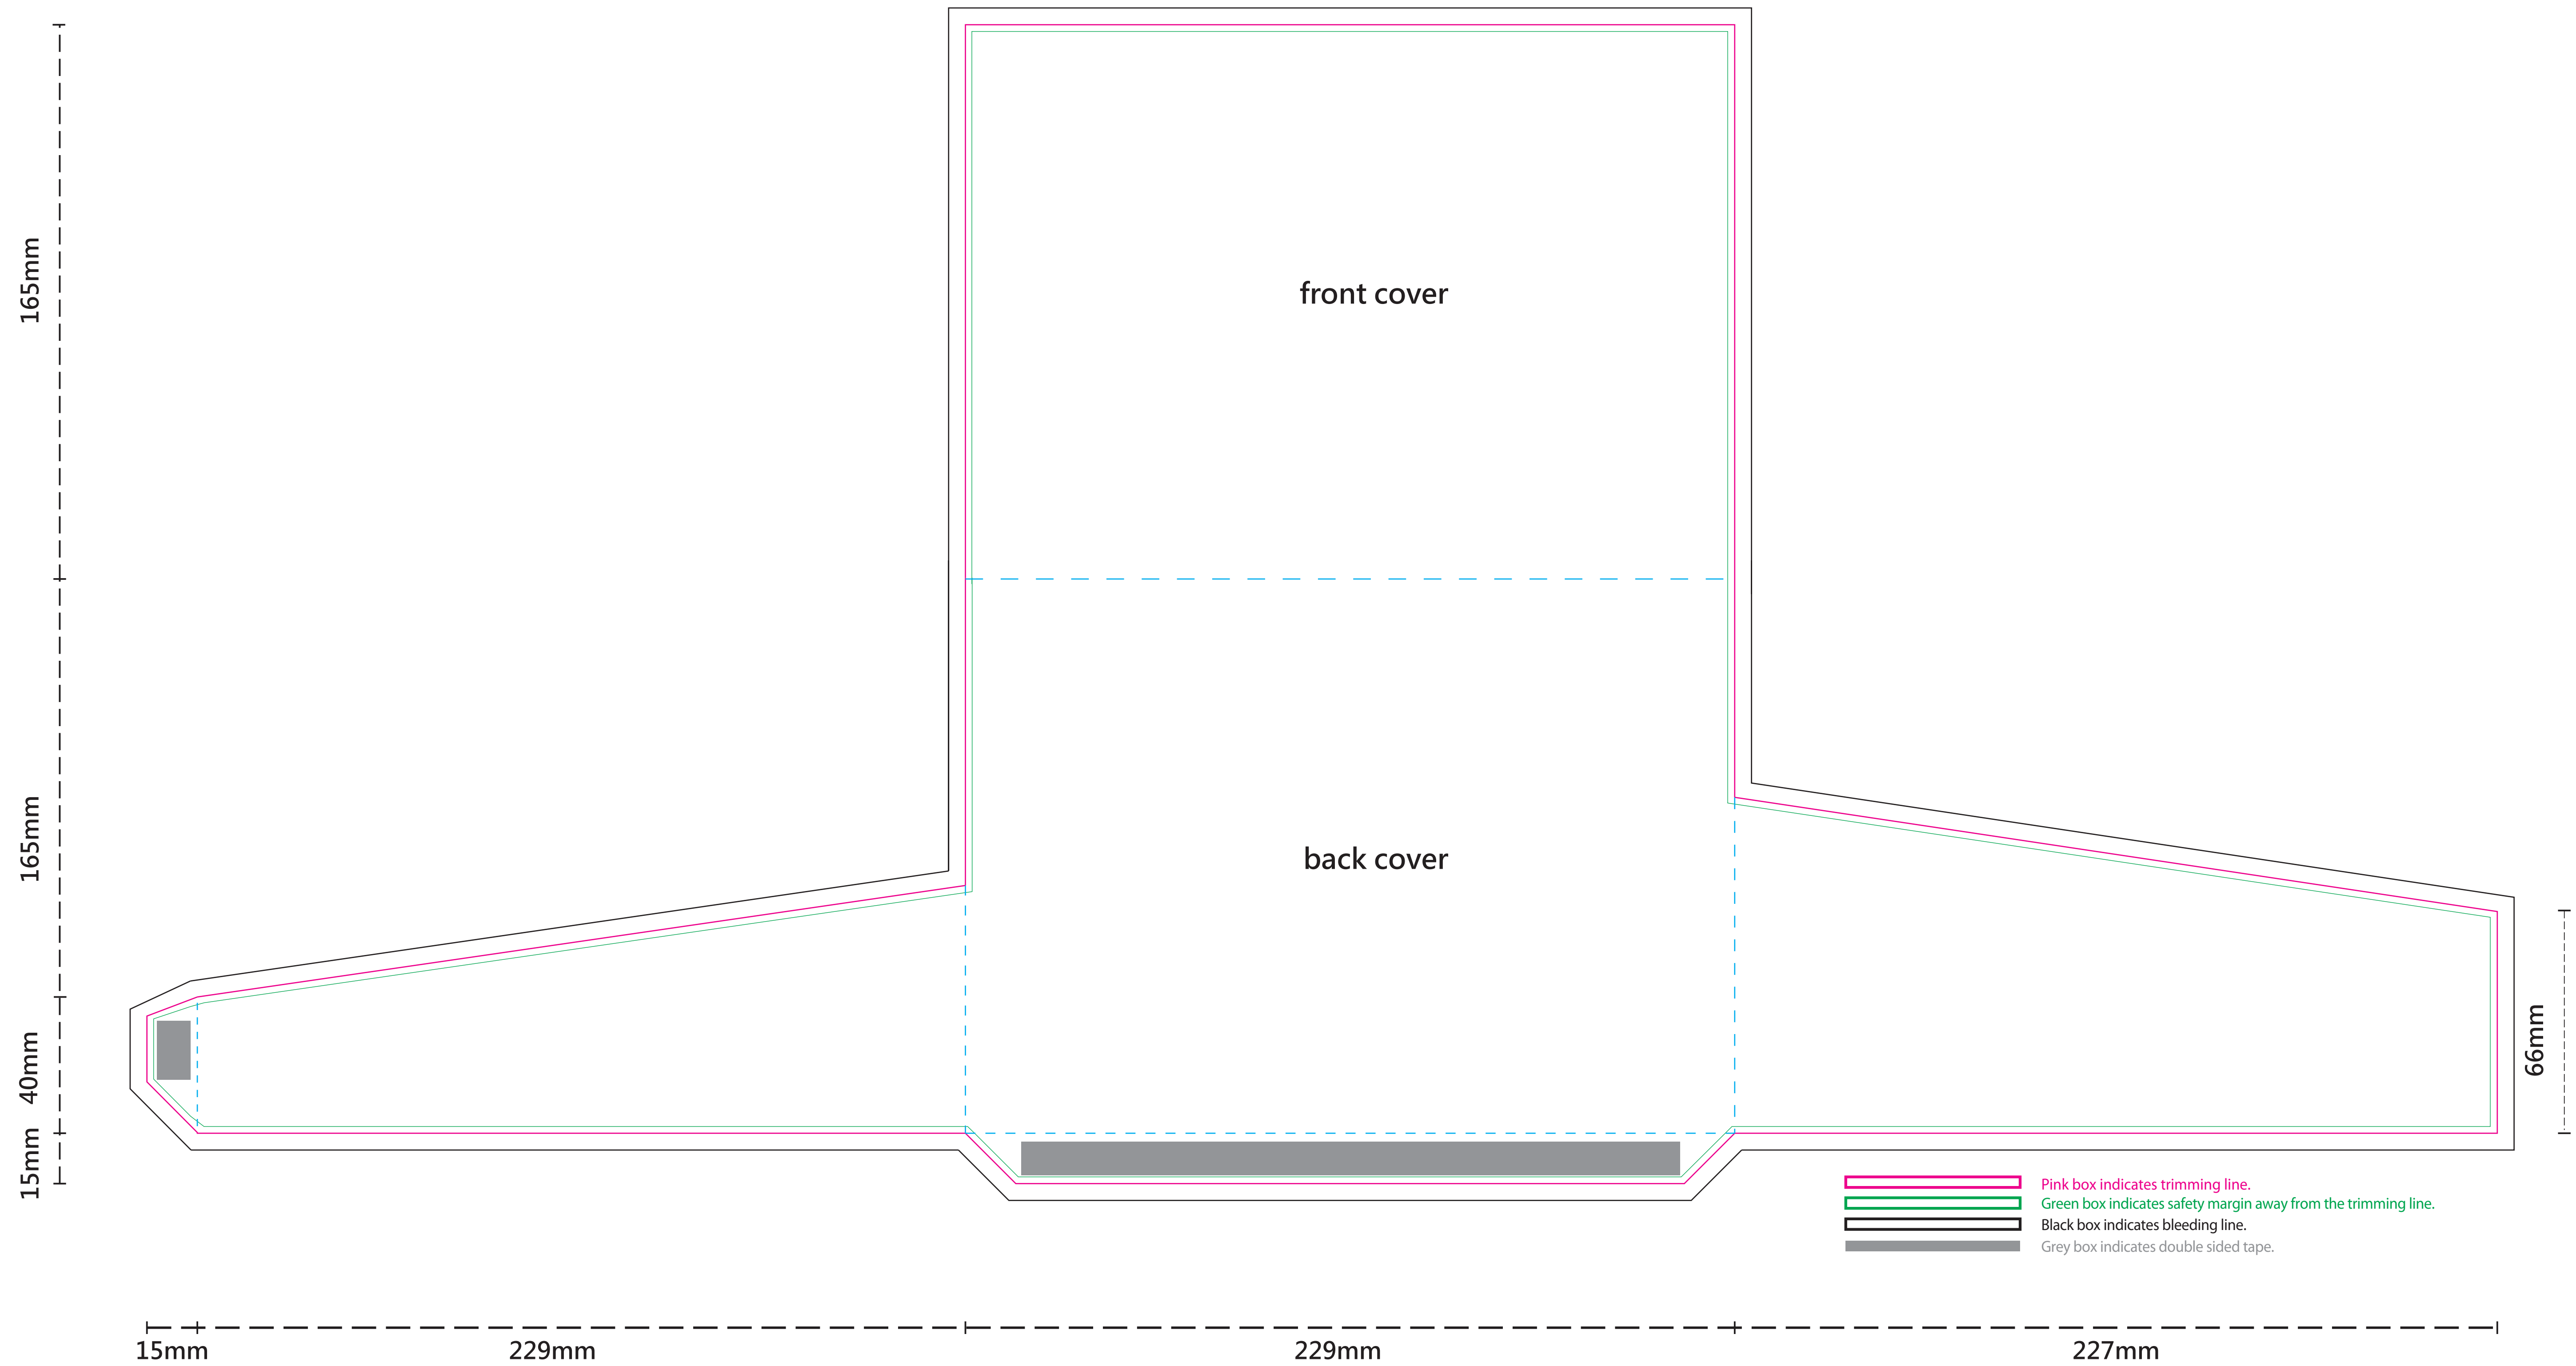 165mm
front cover
165mm
back cover
40mm
66mm
15mm
Pink box indicates trimming line.
Green box indicates safety margin away from the trimming line.
Black box indicates bleeding line.
Grey box indicates double sided tape.
15mm
229mm
229mm
227mm